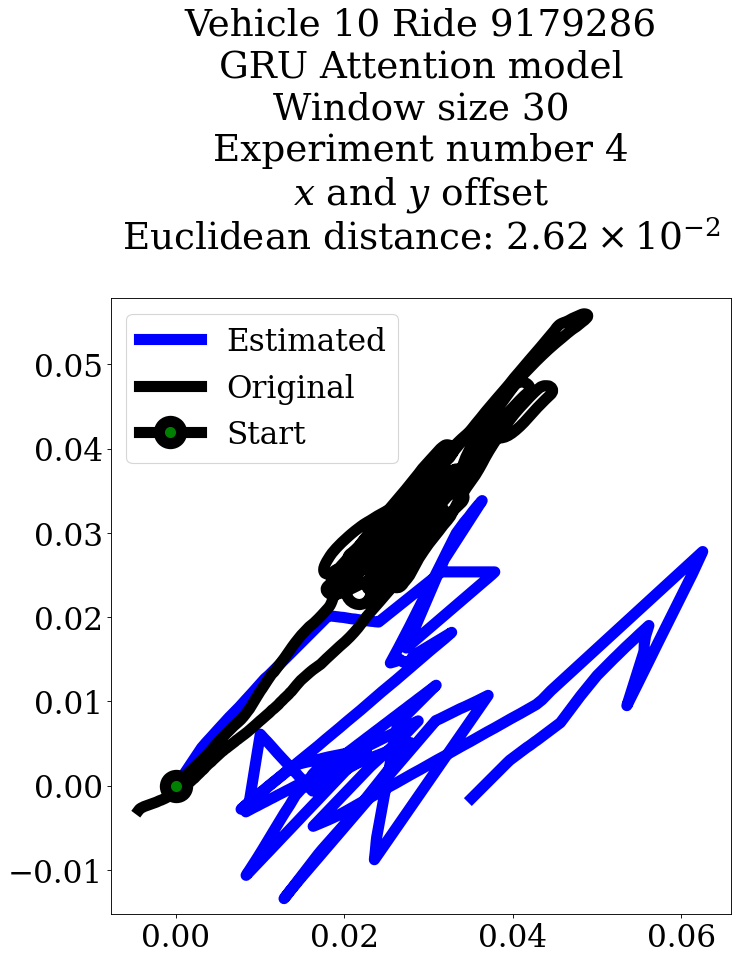 Vehicle 10 Ride 9179286
GRU Attention model
Window size 30
Experiment number 4
x and y offset
Euclidean distance: 2.62 × 10⁻²
Estimated
Original
Start
0.05
0.04
0.03
0.02
0.01
0.00
−0.01
0.00 0.02 0.04 0.06